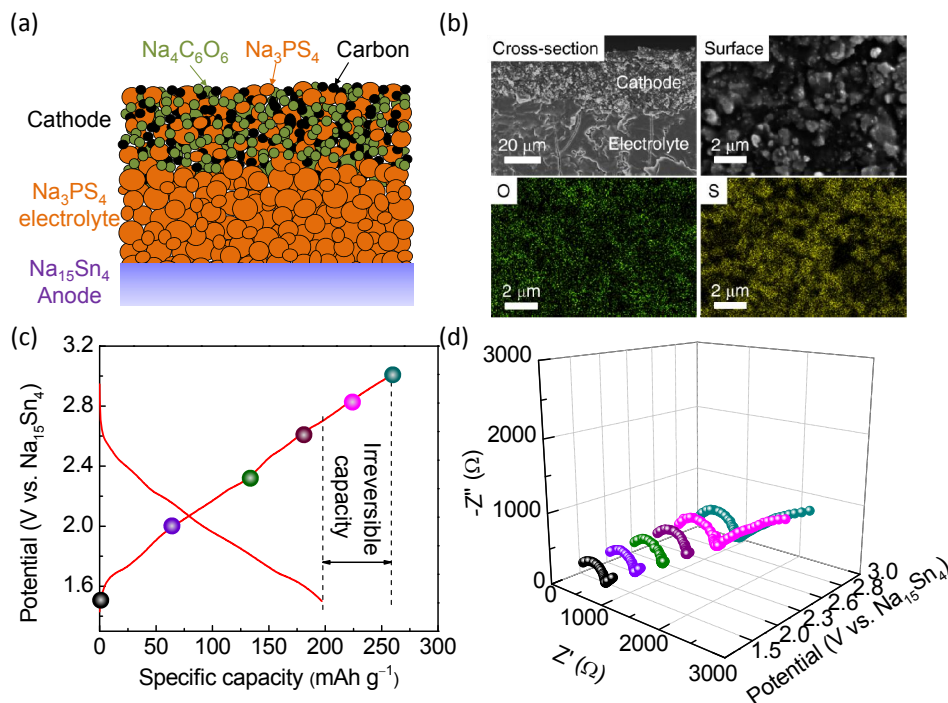 (a)
Na₄C₆O₆ Na₃PS₄ Carbon
Cathode
Na₃PS₄
electrolyte
Na₁₅Sn₄
Anode
(b)
Cross-section
Cathode
Electrolyte
20 μm
Surface
2 μm
O
2 μm
S
2 μm
(c)
Potential (V vs. Na₁₅Sn₄)
3.2
2.8
2.4
2.0
1.6
Irreversible
capacity
0 50 100 150 200 250 300
Specific capacity (mAh g⁻¹)
(d)
-Z'' (Ω)
3000
2000
1000
0
0
1000
2000
3000
Z' (Ω)
1.5
2.0
2.3
2.6
2.8
3.0
Potential (V vs. Na₁₅Sn₄)